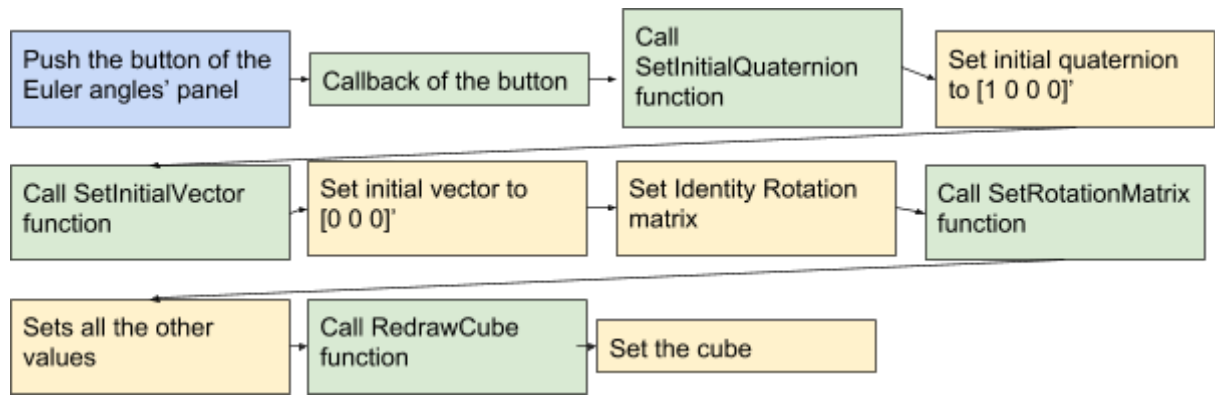 Push the button of the
Euler angles’ panel
Callback of the button
Call
SetInitialQuaternion
function
Set initial quaternion
to [1 0 0 0]’
Call SetInitialVector
function
Set initial vector to
[0 0 0]’
Set Identity Rotation
matrix
Call SetRotationMatrix
function
Sets all the other
values
Call RedrawCube
function
Set the cube